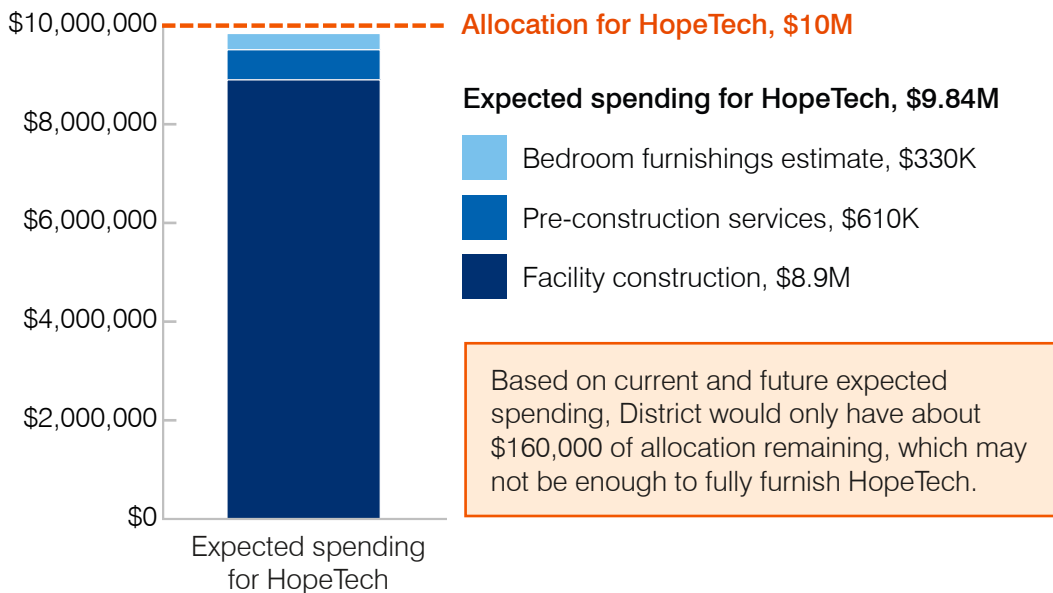 $10,000,000
$8,000,000
$6,000,000
$4,000,000
$2,000,000
$0
Expected spending
for HopeTech
Allocation for HopeTech, $10M
Expected spending for HopeTech, $9.84M
Bedroom furnishings estimate, $330K
Pre-construction services, $610K
Facility construction, $8.9M
Based on current and future expected
spending, District would only have about
$160,000 of allocation remaining, which may
not be enough to fully furnish HopeTech.